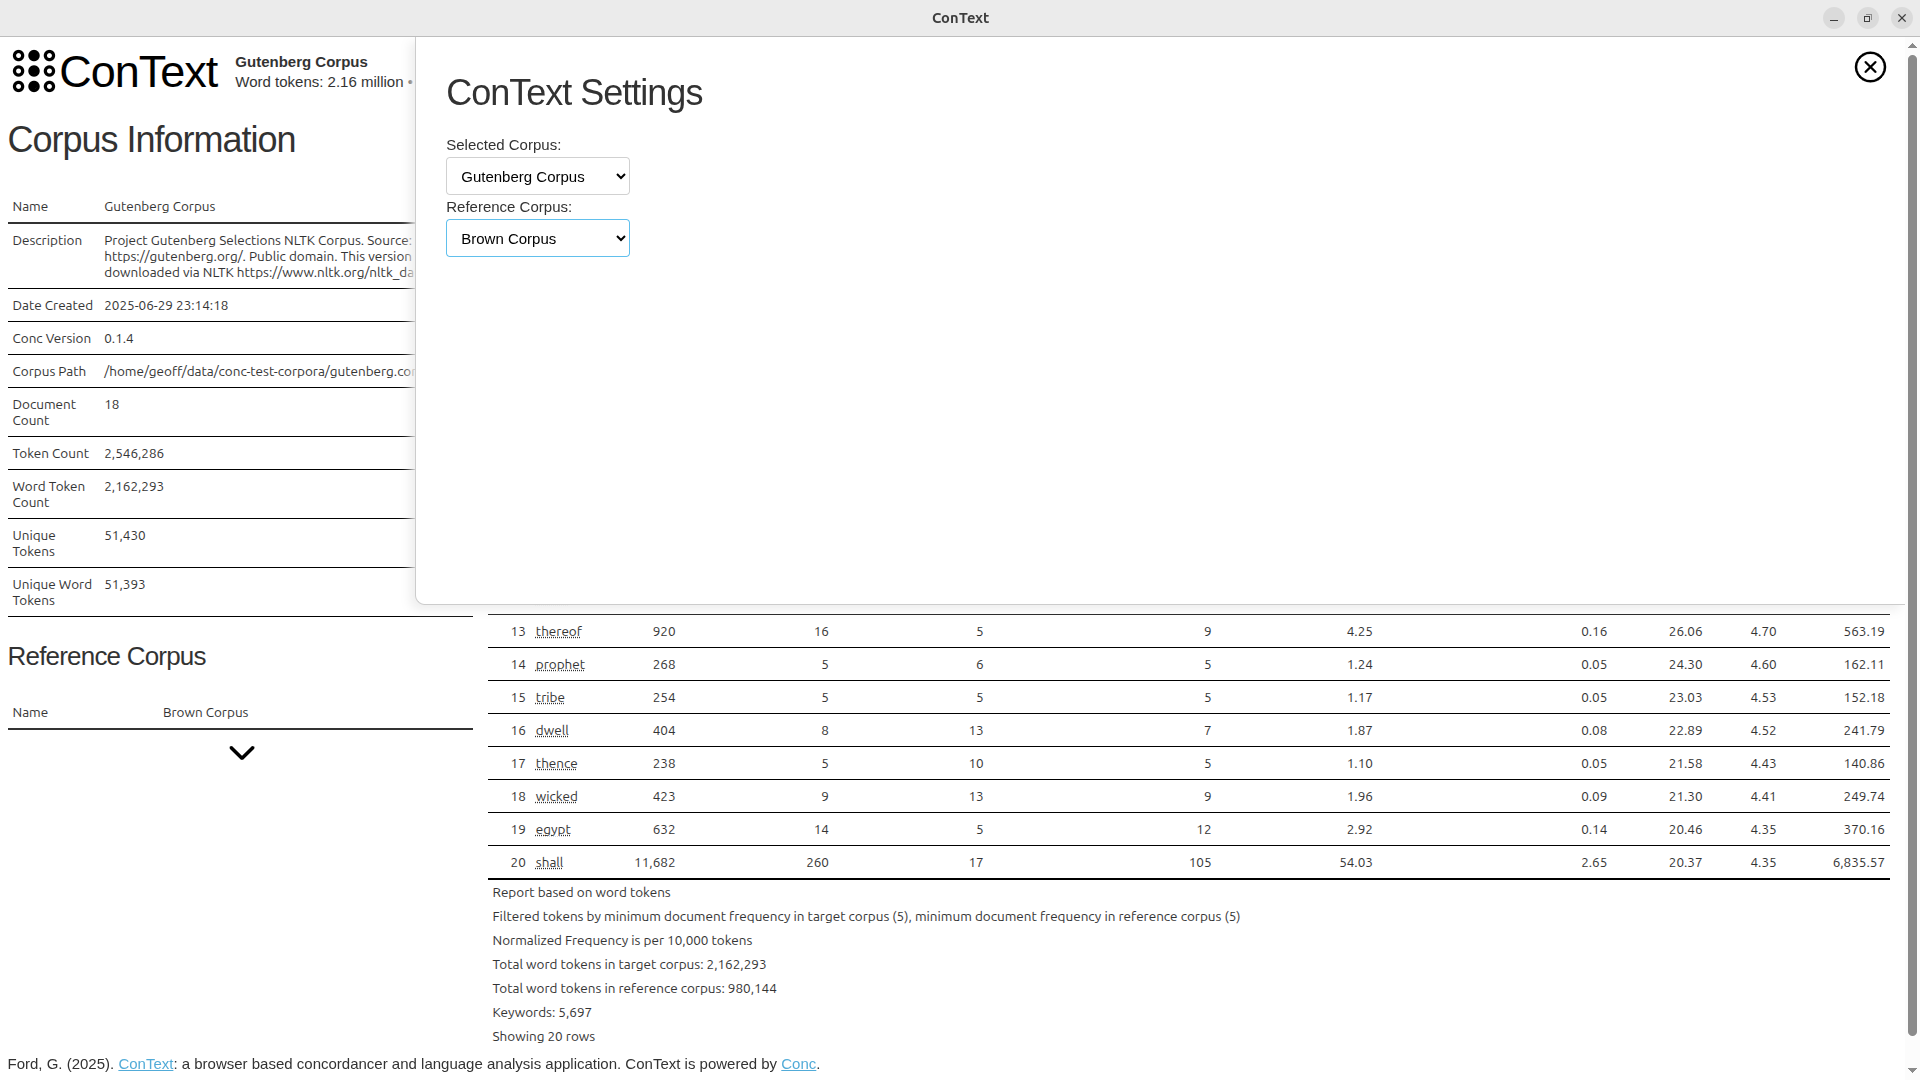 ConText
ConText
Gutenberg Corpus
Word tokens: 2.16 million •
Corpus Information
Name Gutenberg Corpus
Description Project Gutenberg Selections NLTK Corpus. Source:
https://gutenberg.org/. Public domain. This version
downloaded via NLTK https://www.nltk.org/nltk_da
Date Created 2025-06-29 23:14:18
Conc Version 0.1.4
Corpus Path /home/geoff/data/conc-test-corpora/gutenberg.cor
Document Count 18
Token Count 2,546,286
Word Token Count 2,162,293
Unique Tokens 51,430
Unique Word Tokens 51,393
Reference Corpus
Name Brown Corpus
ConText Settings
Selected Corpus:
Gutenberg Corpus
Reference Corpus:
Brown Corpus
13 thereof 920 16 5 9 4.25 0.16 26.06 4.70 563.19
14 prophet 268 5 6 5 1.24 0.05 24.30 4.60 162.11
15 tribe 254 5 5 5 1.17 0.05 23.03 4.53 152.18
16 dwell 404 8 13 7 1.87 0.08 22.89 4.52 241.79
17 thence 238 5 10 5 1.10 0.05 21.58 4.43 140.86
18 wicked 423 9 13 9 1.96 0.09 21.30 4.41 249.74
19 egypt 632 14 5 12 2.92 0.14 20.46 4.35 370.16
20 shall 11,682 260 17 105 54.03 2.65 20.37 4.35 6,835.57
Report based on word tokens
Filtered tokens by minimum document frequency in target corpus (5), minimum document frequency in reference corpus (5)
Normalized Frequency is per 10,000 tokens
Total word tokens in target corpus: 2,162,293
Total word tokens in reference corpus: 980,144
Keywords: 5,697
Showing 20 rows
Ford, G. (2025). ConText: a browser based concordancer and language analysis application. ConText is powered by Conc.